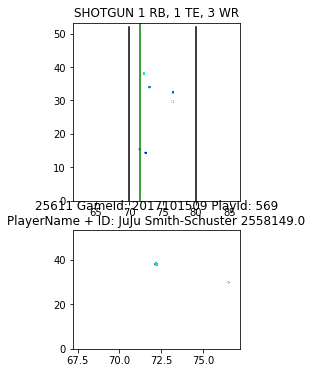 SHOTGUN 1 RB, 1 TE, 3 WR
50
40
30
20
10
0
65 70 75 80 85
25611 GameId: 2017101509 PlayId: 569
PlayerName + ID: JuJu Smith-Schuster 2558149.0
40
20
0
67.5 70.0 72.5 75.0